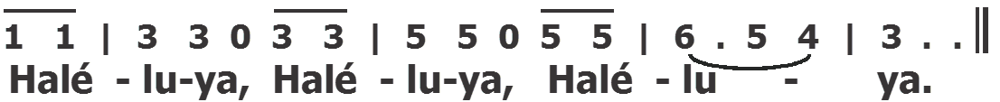 1 1 | 3 3 0 3 3 | 5 5 0 5 5 | 6 . 5 4 | 3 . . ||
Halé - lu-ya, Halé - lu-ya, Halé - lu - ya.